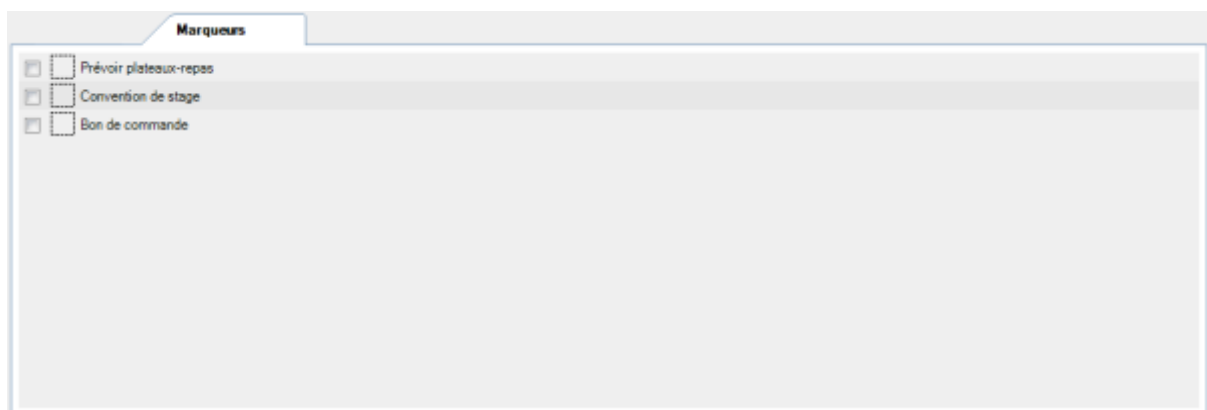 Marqueurs
Prévoir plateaux-repas
Convention de stage
Bon de commande